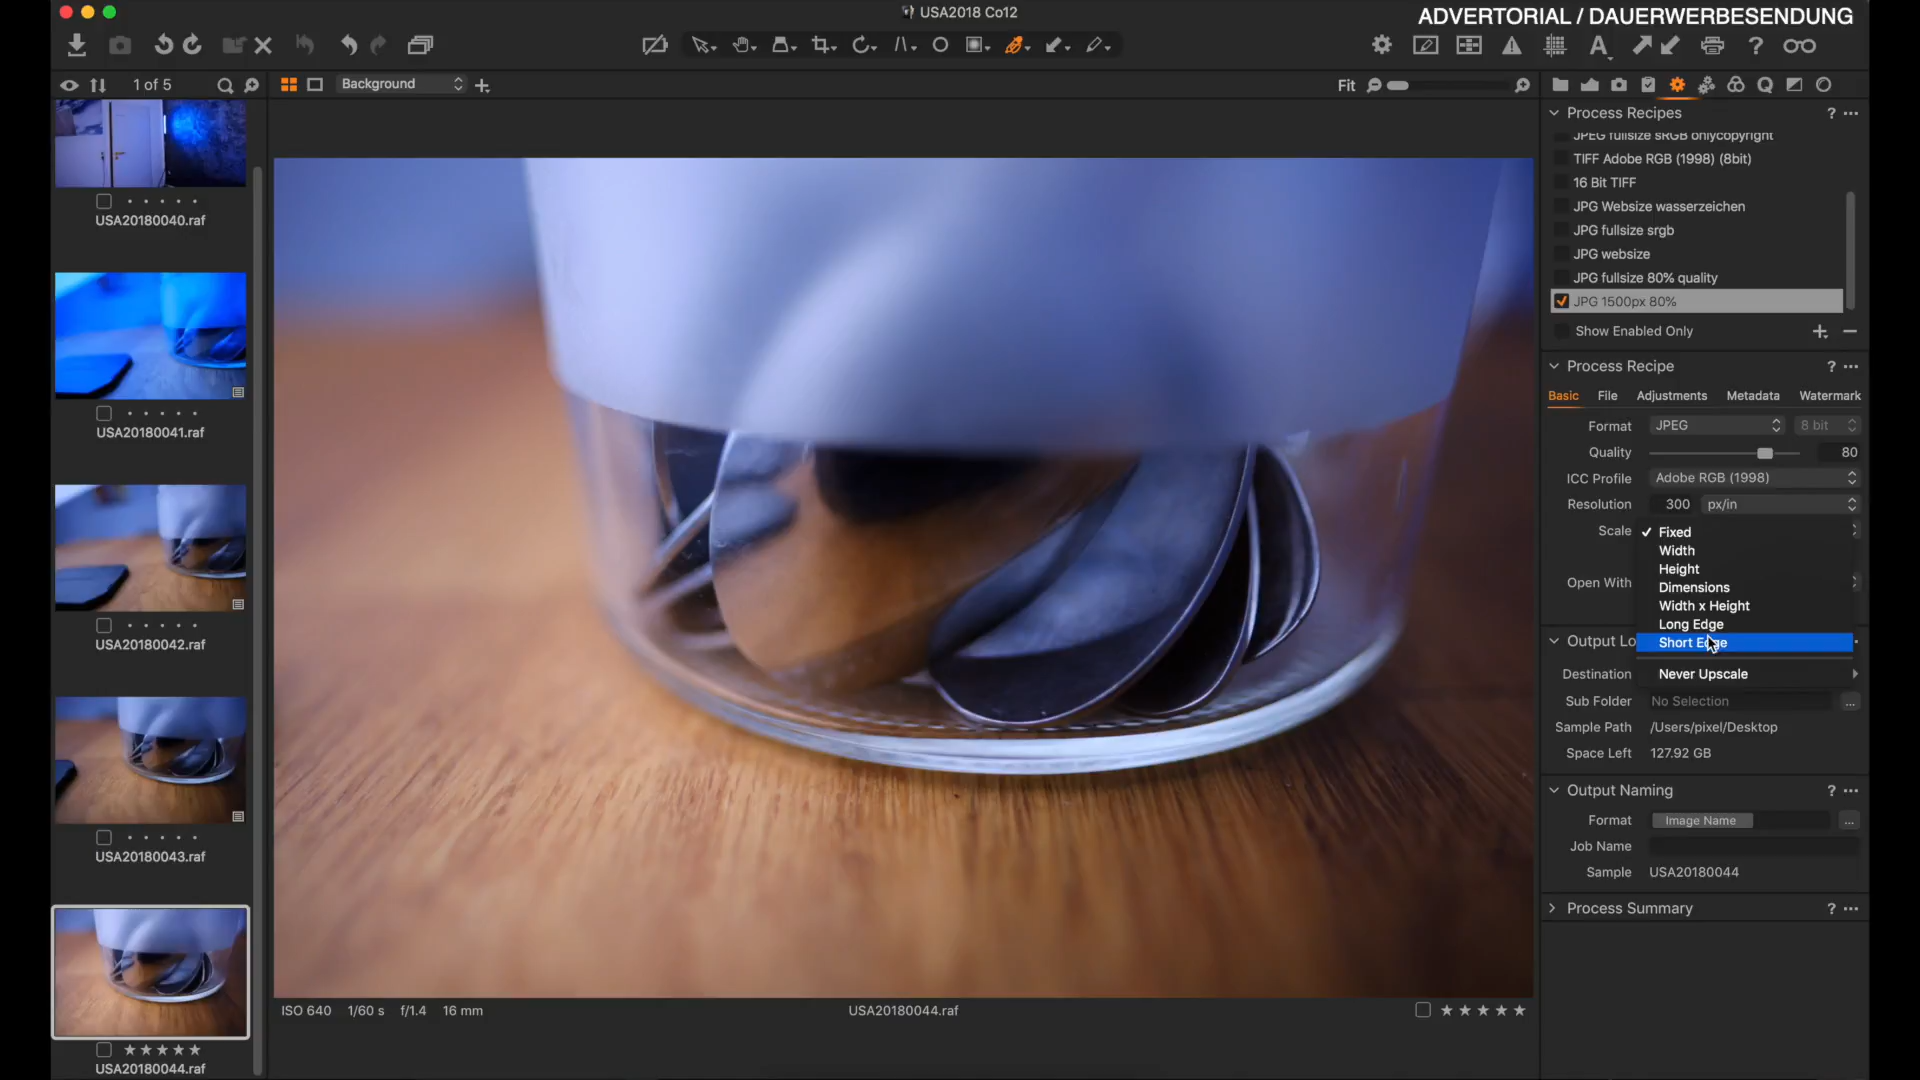 USA2018 Co12
ADVERTORIAL / DAUERWERBESENDUNG
1 of 5
Background
Fit
USA20180040.raf
USA20180041.raf
USA20180042.raf
USA20180043.raf
USA20180044.raf
ISO 640 1/60 s f/1.4 16 mm
USA20180044.raf
Process Recipes
JPEG fullsize sRGB onlycopyright
TIFF Adobe RGB (1998) (8bit)
16 Bit TIFF
JPG Websize wasserzeichen
JPG fullsize srgb
JPG websize
JPG fullsize 80% quality
JPG 1500px 80%
Show Enabled Only
Process Recipe
Basic File Adjustments Metadata Watermark
Format JPEG 8 bit
Quality 80
ICC Profile Adobe RGB (1998)
Resolution 300 px/in
Scale Fixed
Width
Height
Open With Dimensions
Width x Height
Long Edge
Output Lo Short Edge
Destination Never Upscale
Sub Folder No Selection ...
Sample Path /Users/pixel/Desktop
Space Left 127.92 GB
Output Naming
Format Image Name ...
Job Name
Sample USA20180044
Process Summary